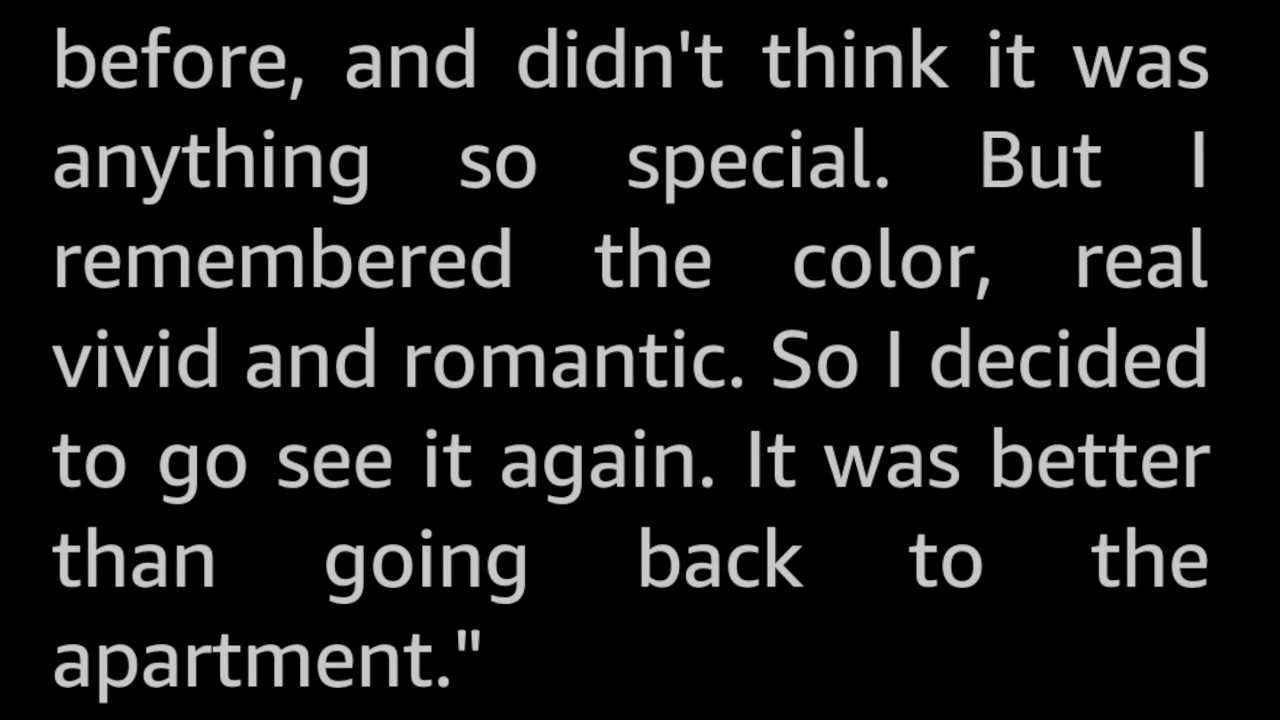 before, and didn't think it was
anything so special. But I
remembered the color, real
vivid and romantic. So I decided
to go see it again. It was better
than going back to the
apartment."